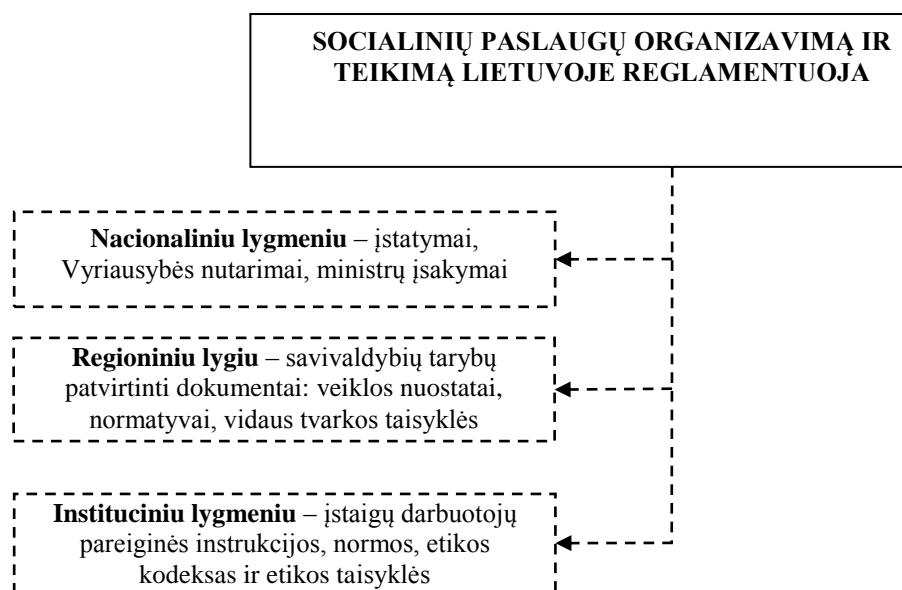 SOCIALINIŲ PASLAUGŲ ORGANIZAVIMĄ IR
TEIKIMĄ LIETUVOJE REGLAMENTUOJA
Nacionaliniu lygmeniu – įstatymai,
Vyriausybės nutarimai, ministrų įsakymai
Regioniniu lygiu – savivaldybių tarybų
patvirtinti dokumentai: veiklos nuostatai,
normatyvai, vidaus tvarkos taisyklės
Instituciniu lygmeniu – įstaigų darbuotojų
pareiginės instrukcijos, normos, etikos
kodeksas ir etikos taisyklės